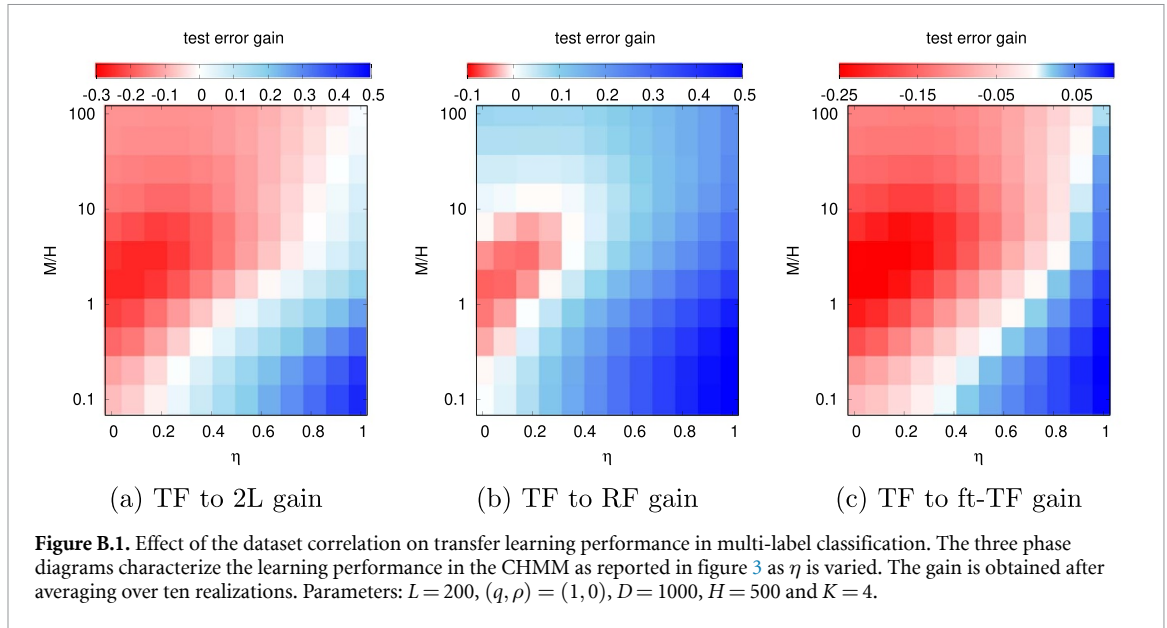 test error gain
-0.3 -0.2 -0.1 0 0.1 0.2 0.3 0.4 0.5
100
10
1
0.1
M/H
0 0.2 0.4 0.6 0.8 1
η
(a) TF to 2L gain
test error gain
-0.1 0 0.1 0.2 0.3 0.4 0.5
100
10
1
0.1
M/H
0 0.2 0.4 0.6 0.8 1
η
(b) TF to RF gain
test error gain
-0.25 -0.15 -0.05 0.05
100
10
1
0.1
M/H
0 0.2 0.4 0.6 0.8 1
η
(c) TF to ft-TF gain
Figure B.1. Effect of the dataset correlation on transfer learning performance in multi-label classification. The three phase
diagrams characterize the learning performance in the CHMM as reported in figure 3 as η is varied. The gain is obtained after
averaging over ten realizations. Parameters: L = 200, (q, ρ) = (1, 0), D = 1000, H = 500 and K = 4.